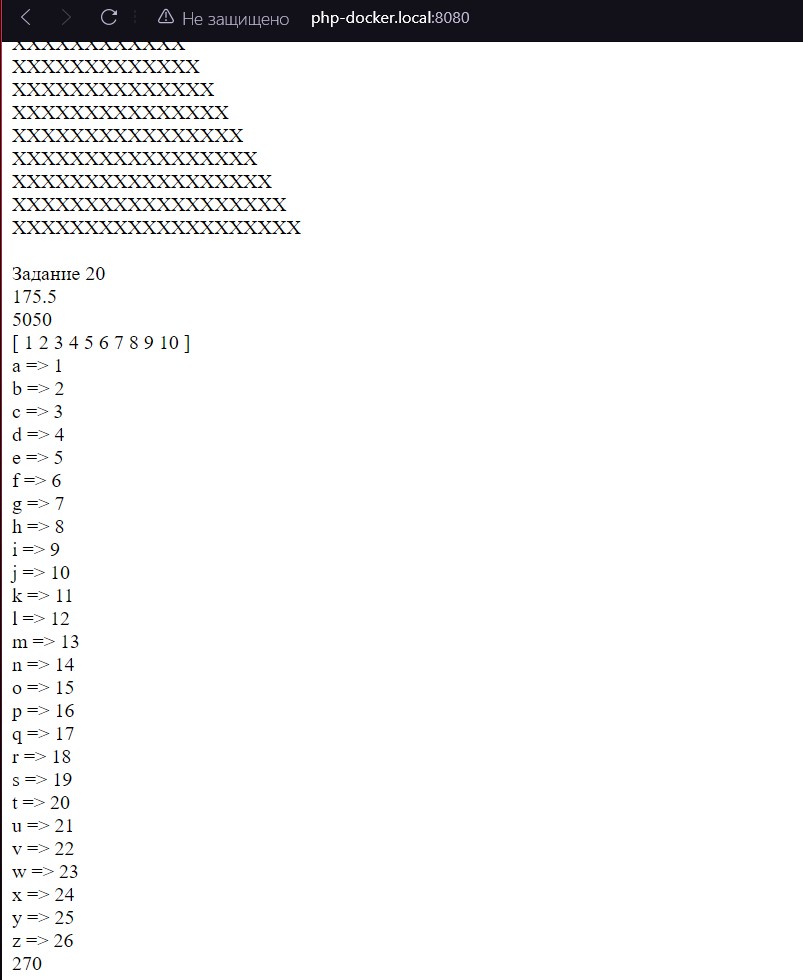 Не защищено php-docker.local:8080
XXXXXXXXXXXX
XXXXXXXXXXXXX
XXXXXXXXXXXXXX
XXXXXXXXXXXXXXX
XXXXXXXXXXXXXXXX
XXXXXXXXXXXXXXXXX
XXXXXXXXXXXXXXXXXX
XXXXXXXXXXXXXXXXXXX
XXXXXXXXXXXXXXXXXXXX
Задание 20
175.5
5050
[ 1 2 3 4 5 6 7 8 9 10 ]
a => 1
b => 2
c => 3
d => 4
e => 5
f => 6
g => 7
h => 8
i => 9
j => 10
k => 11
l => 12
m => 13
n => 14
o => 15
p => 16
q => 17
r => 18
s => 19
t => 20
u => 21
v => 22
w => 23
x => 24
y => 25
z => 26
270